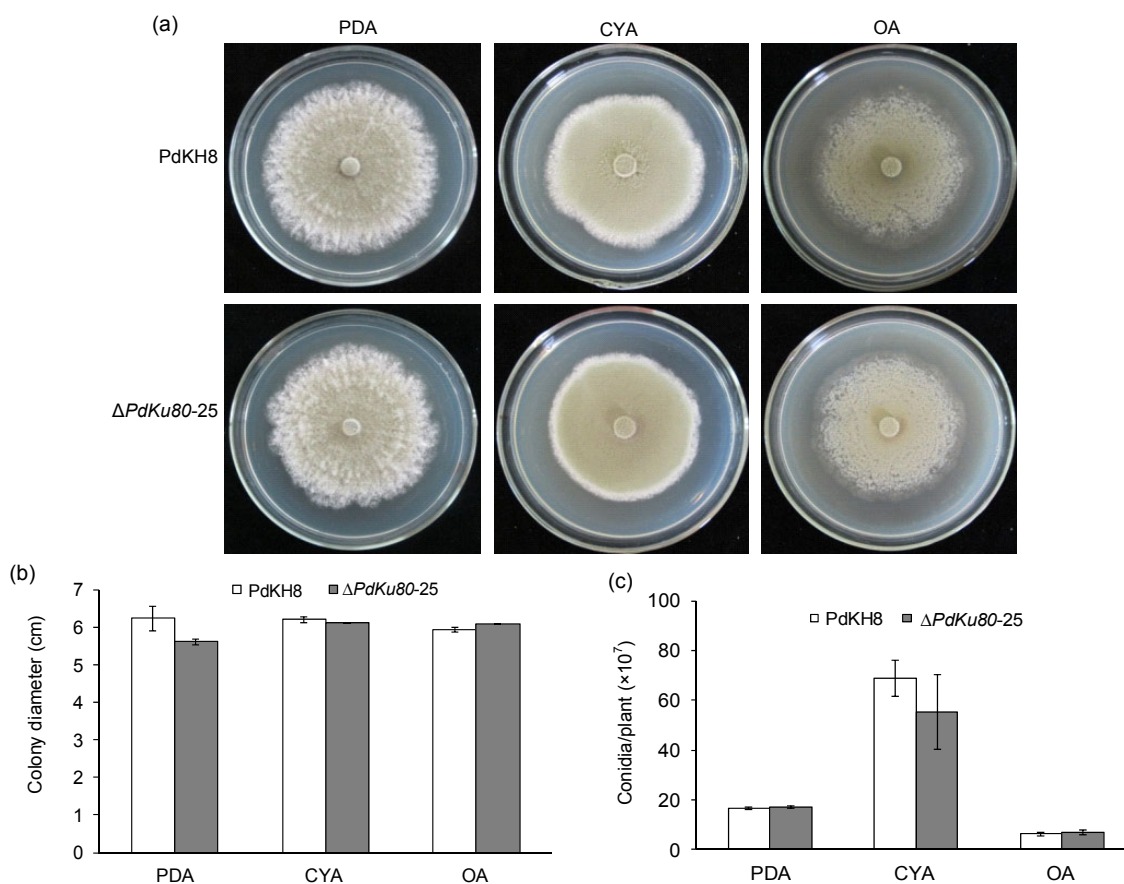 (a)
PDA CYA OA
PdKH8
ΔPdKu80-25
(b)
7
6
5
4
3
2
1
0
Colony diameter (cm)
PdKH8 ΔPdKu80-25
PDA CYA OA
(c)
100
80
60
40
20
0
Conidia/plant (×10⁷)
PdKH8 ΔPdKu80-25
PDA CYA OA